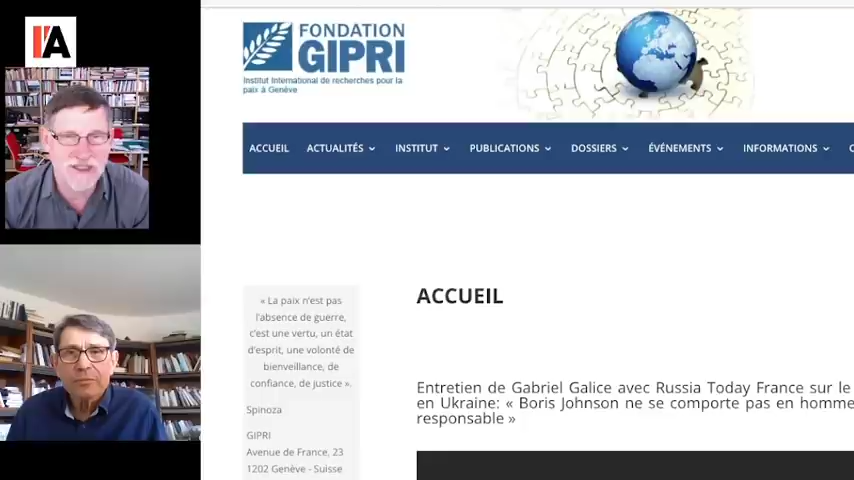 I'A
FONDATION
GIPRI
Institut International de recherches pour la
paix à Genève
ACCUEIL ACTUALITÉS INSTITUT PUBLICATIONS DOSSIERS ÉVÉNEMENTS INFORMATIONS
« La paix n'est pas
l'absence de guerre,
c'est une vertu, un état
d'esprit, une volonté de
bienveillance, de
confiance, de justice ».
Spinoza
GIPRI
Avenue de France, 23
1202 Genève - Suisse
ACCUEIL
Entretien de Gabriel Galice avec Russia Today France sur le
en Ukraine: « Boris Johnson ne se comporte pas en homme
responsable »